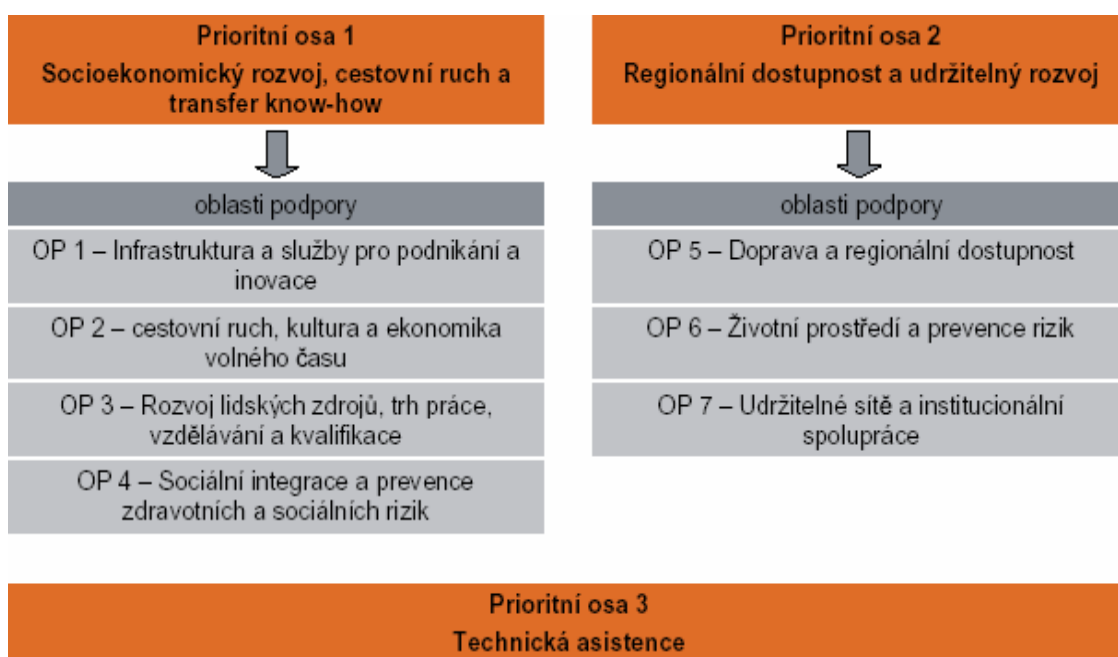 Prioritní osa 1
Socioekonomický rozvoj, cestovní ruch a
transfer know-how
oblasti podpory
OP 1 – Infrastruktura a služby pro podnikání a
inovace
OP 2 – cestovní ruch, kultura a ekonomika
volného času
OP 3 – Rozvoj lidských zdrojů, trh práce,
vzdělávání a kvalifikace
OP 4 – Sociální integrace a prevence
zdravotních a sociálních rizik
Prioritní osa 2
Regionální dostupnost a udržitelný rozvoj
oblasti podpory
OP 5 – Doprava a regionální dostupnost
OP 6 – Životní prostředí a prevence rizik
OP 7 – Udržitelné sítě a institucionální
spolupráce
Prioritní osa 3
Technická asistence